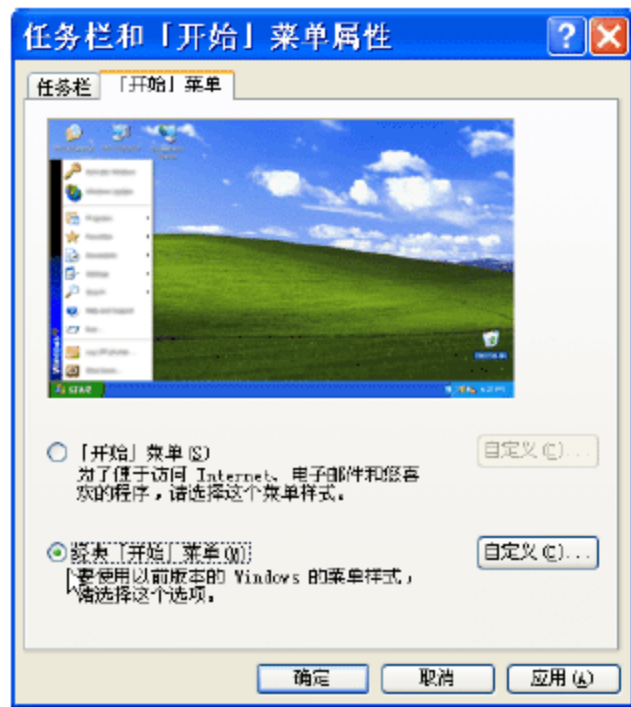 任务栏和「开始」菜单属性
任务栏 「开始」菜单
「开始」菜单(S)
自定义(C)...
为了便于访问 Internet、电子邮件和您喜
欢的程序，请选择这个菜单样式。
经典「开始」菜单(M)
自定义(C)...
要使用以前版本的 Windows 的菜单样式，
请选择这个选项。
确定 取消 应用(A)